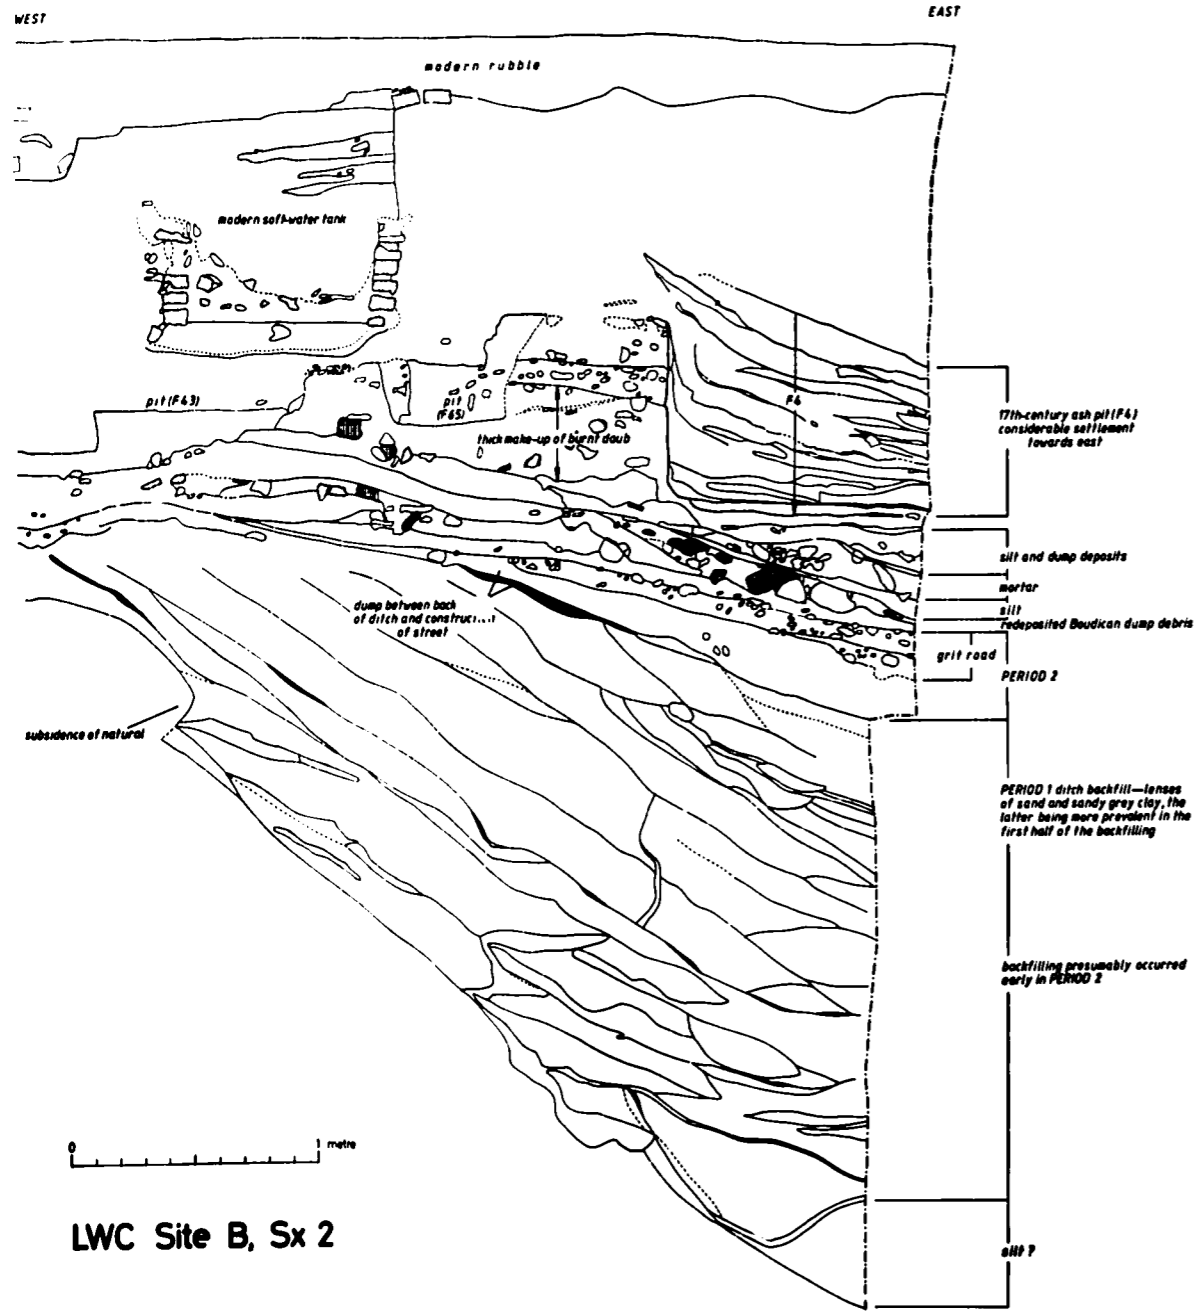 WEST
EAST
modern rubble
modern soft-water tank
pit (F43)
pit
(F65)
thick make-up of burnt daub
F4
17th-century ash pit (F4)
considerable settlement
towards east
silt and dump deposits
mortar
silt
redeposited Boudican dump debris
grit road
PERIOD 2
dump between back
of ditch and construc....n
of street
subsidence of natural
PERIOD 1 ditch backfill—lenses
of sand and sandy grey clay, the
latter being more prevalent in the
first half of the backfilling
backfilling presumably occurred
early in PERIOD 2
0 1 metre
LWC Site B, Sx 2
silt ?